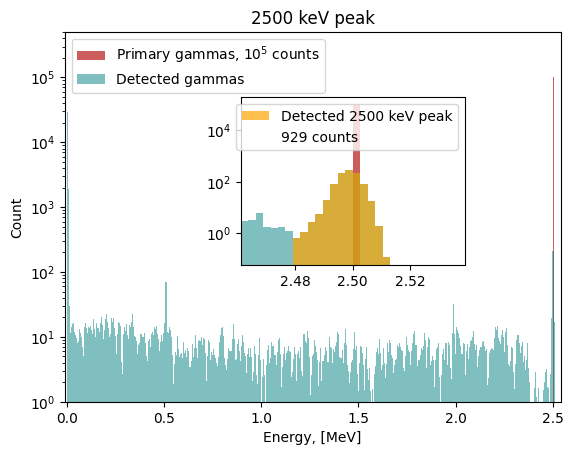 2500 keV peak
Primary gammas, 10⁵ counts
Detected gammas
Detected 2500 keV peak
929 counts
10⁵
10⁴
10³
10²
10¹
10⁰
Count
10⁴
10²
10⁰
2.48 2.50 2.52
0.0 0.5 1.0 1.5 2.0 2.5
Energy, [MeV]